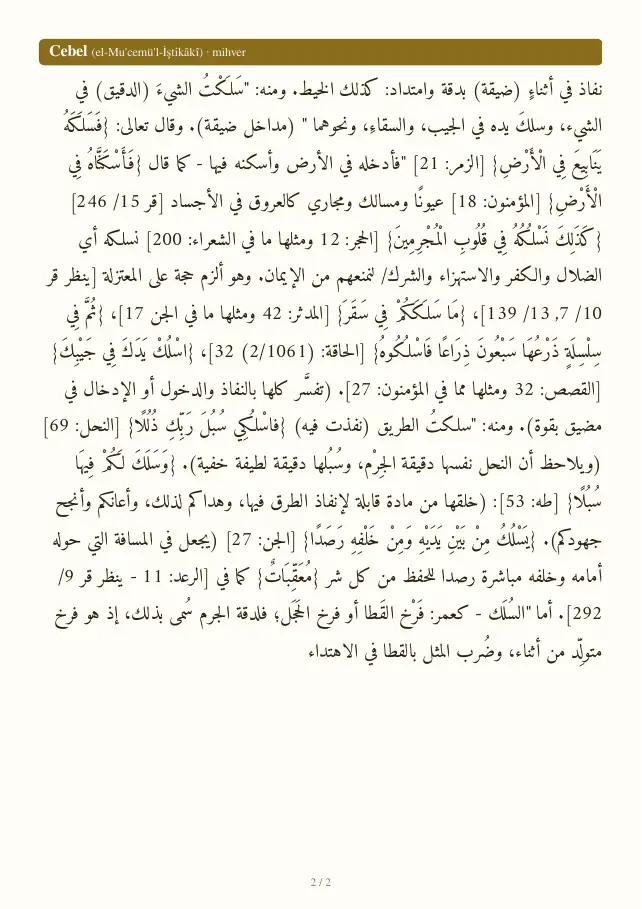 Cebel (el-Mu'cemü'l-İştikâkî) · mihver
نفاذ في أثناءٍ (ضيقة) بدقة وامتداد: كذلك الخيط. ومنه: "سَلَكْتُ الشيءَ (الدقيق) في
الشيء، وسلكَ يده في الجيب، والسقاءِ، ونحوهما " (مداخل ضيقة). وقال تعالى: {فَسَلَكَهُ
يَنَابِيعَ فِي الْأَرْضِ} [الزمر: 21] "فأدخله في الأرض وأسكنه فيها - كما قال {فَأَسْكَنَّاهُ فِي
الْأَرْضِ} [المؤمنون: 18] عيونًا ومسالك ومجاري كالعروق في الأجساد [قر 15/ 246]
{كَذَلِكَ نَسْلُكُهُ فِي قُلُوبِ الْمُجْرِمِينَ} [الحجر: 12 ومثلها ما في الشعراء: 200] نسلكه أي
الضلال والكفر والاستهزاء والشرك/ لنمنعهم من الإيمان. وهو ألزم حجة على المعتزلة [ينظر قر
10/ 7, 13/ 139]، {مَا سَلَكَكُمْ فِي سَقَرَ} [المدثر: 42 ومثلها ما في الجن 17]، {ثُمَّ فِي
سِلْسِلَةٍ ذَرْعُهَا سَبْعُونَ ذِرَاعًا فَاسْلُكُوهُ} [الحاقة: (2/1061) 32]، {اسْلُكْ يَدَكَ فِي جَيْبِكَ}
[القصص: 32 ومثلها مما في المؤمنون: 27]. (تفسَّر كلها بالنفاذ والدخول أو الإدخال في
مضيق بقوة). ومنه: "سلكتُ الطريق (نفذت فيه) {فاسْلُكِي سُبُلَ رَبِّكِ ذُلُلًا} [النحل: 69]
(ويلاحظ أن النحل نفسها دقيقة الجِرْم، وسُبُلها دقيقة لطيفة خفية). {وَسَلَكَ لَكُمْ فِيهَا
سُبُلًا} [طه: 53]: (خلقها من مادة قابلة لإنفاذ الطرق فيها، وهداكم لذلك، وأعانكم وأنجح
جهودكم). {يَسْلُكُ مِنْ بَيْنِ يَدَيْهِ وَمِنْ خَلْفِهِ رَصَدًا} [الجن: 27] (يجعل في المسافة التي حوله
أمامه وخلفه مباشرة رصدا للحفظ من كل شر {مُعَقِّبَاتٌ} كما في [الرعد: 11 - ينظر قر 9/
292]. أما "السُلَك - كعمر: فَرْخ القَطا أو فرخ الحَجَل؛ فلدقة الجرم سُمى بذلك، إذ هو فرخ
متولِّد من أثناء، وضُرب المثل بالقطا في الاهتداء
2 / 2